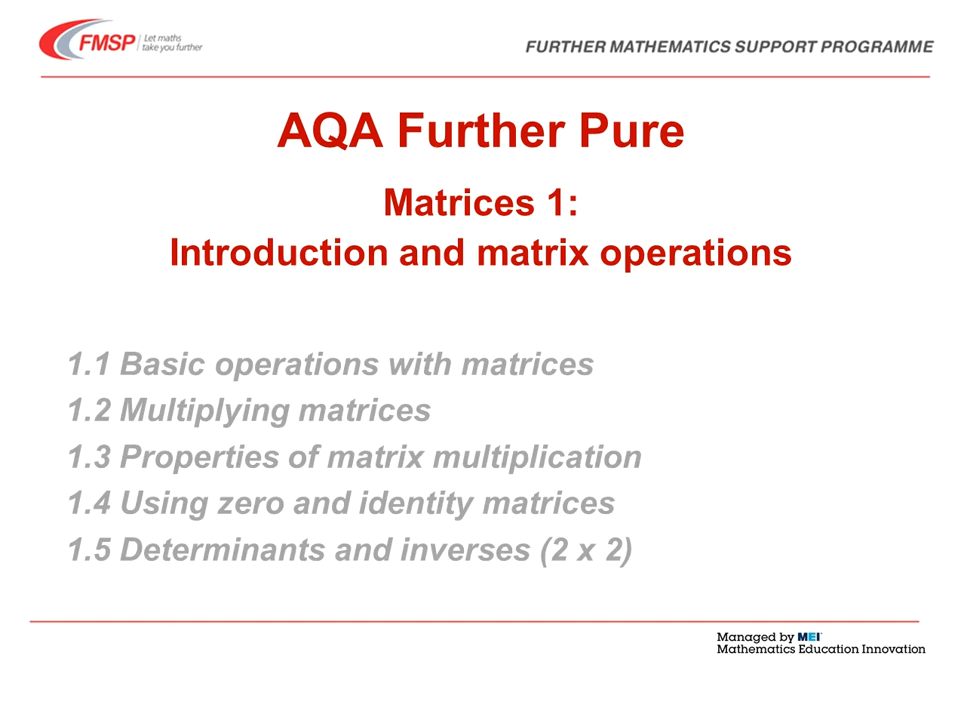 FMSP
Let maths
take you further
FURTHER MATHEMATICS SUPPORT PROGRAMME
AQA Further Pure
Matrices 1:
Introduction and matrix operations
1.1 Basic operations with matrices
1.2 Multiplying matrices
1.3 Properties of matrix multiplication
1.4 Using zero and identity matrices
1.5 Determinants and inverses (2 x 2)
Managed by MEI
Mathematics Education Innovation